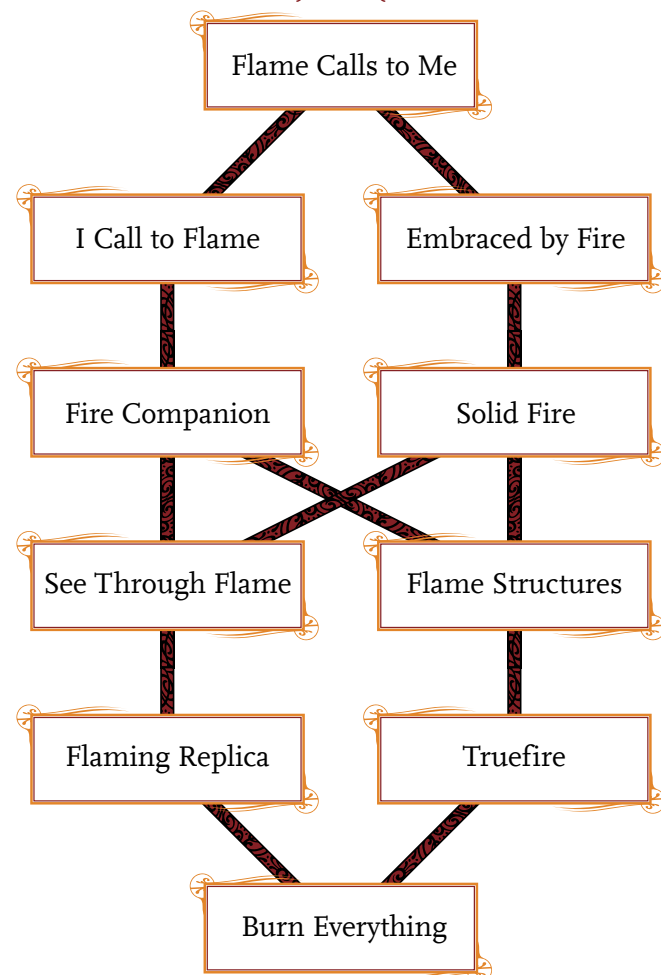 Flame Calls to Me
I Call to Flame
Embraced by Fire
Fire Companion
Solid Fire
See Through Flame
Flame Structures
Flaming Replica
Truefire
Burn Everything